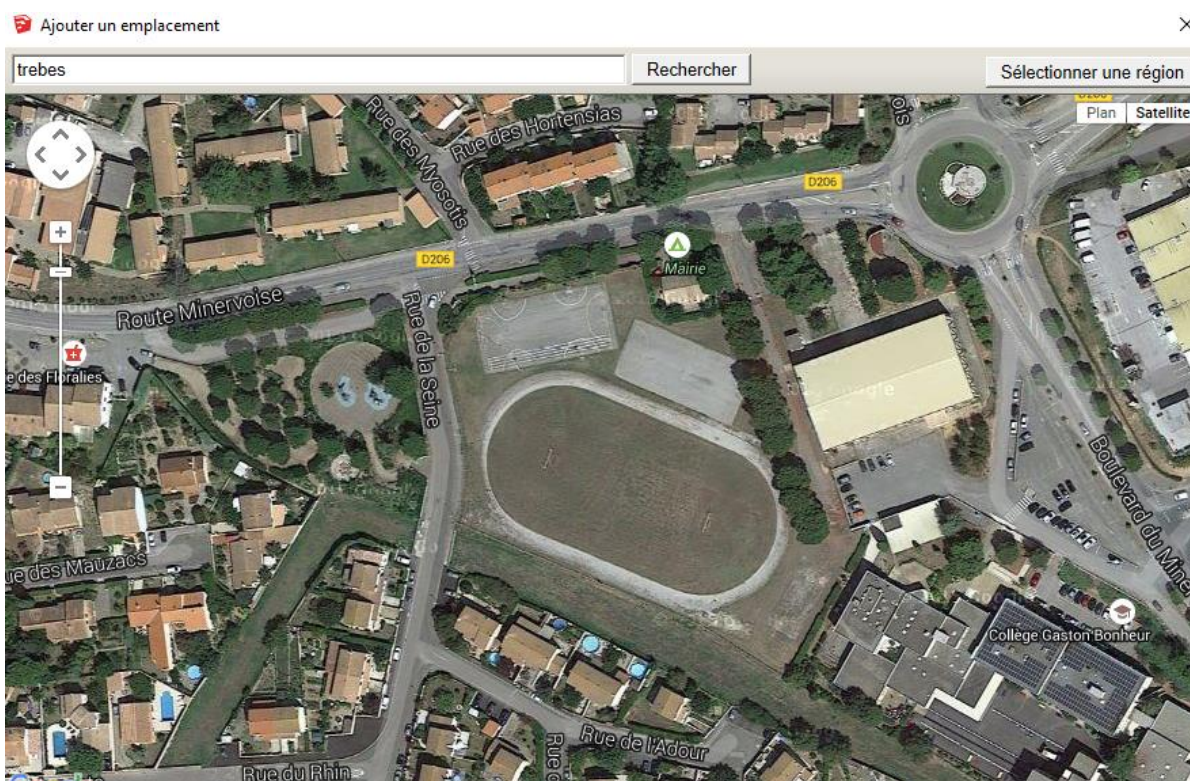 Ajouter un emplacement
trebes
Rechercher
Sélectionner une région
Plan
Satellite
Rue des Myosotis
Rue des Hortensias
D206
D206
Mairie
Route Minervoise
Rue de la Seine
e des Floralies
ue des Mauzacs
Boulevard du Miner
Collège Gaston Bonheur
Rue de l'Adour
Rue du Rhin